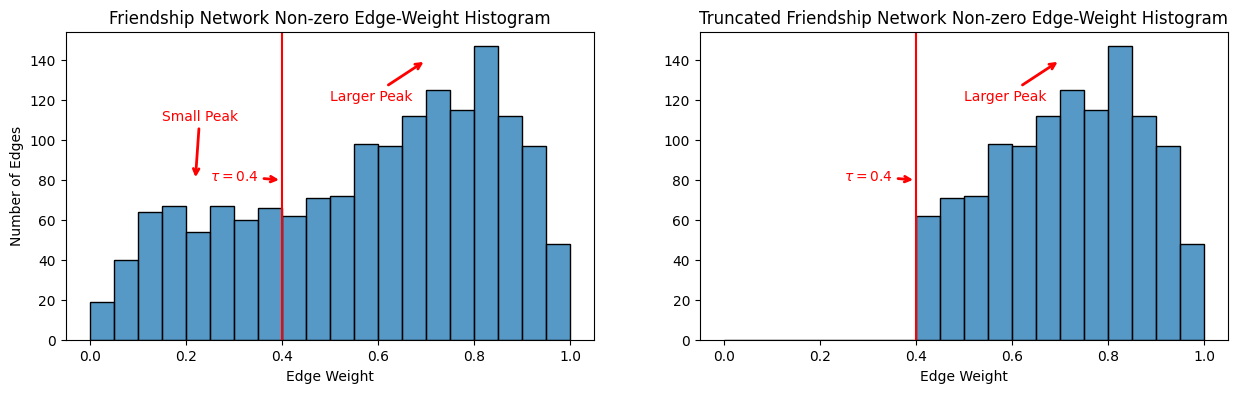 Friendship Network Non-zero Edge-Weight Histogram
Number of Edges
140
120
100
80
60
40
20
0
Small Peak
Larger Peak
τ = 0.4
0.0 0.2 0.4 0.6 0.8 1.0
Edge Weight
Truncated Friendship Network Non-zero Edge-Weight Histogram
140
120
100
80
60
40
20
0
Larger Peak
τ = 0.4
0.0 0.2 0.4 0.6 0.8 1.0
Edge Weight